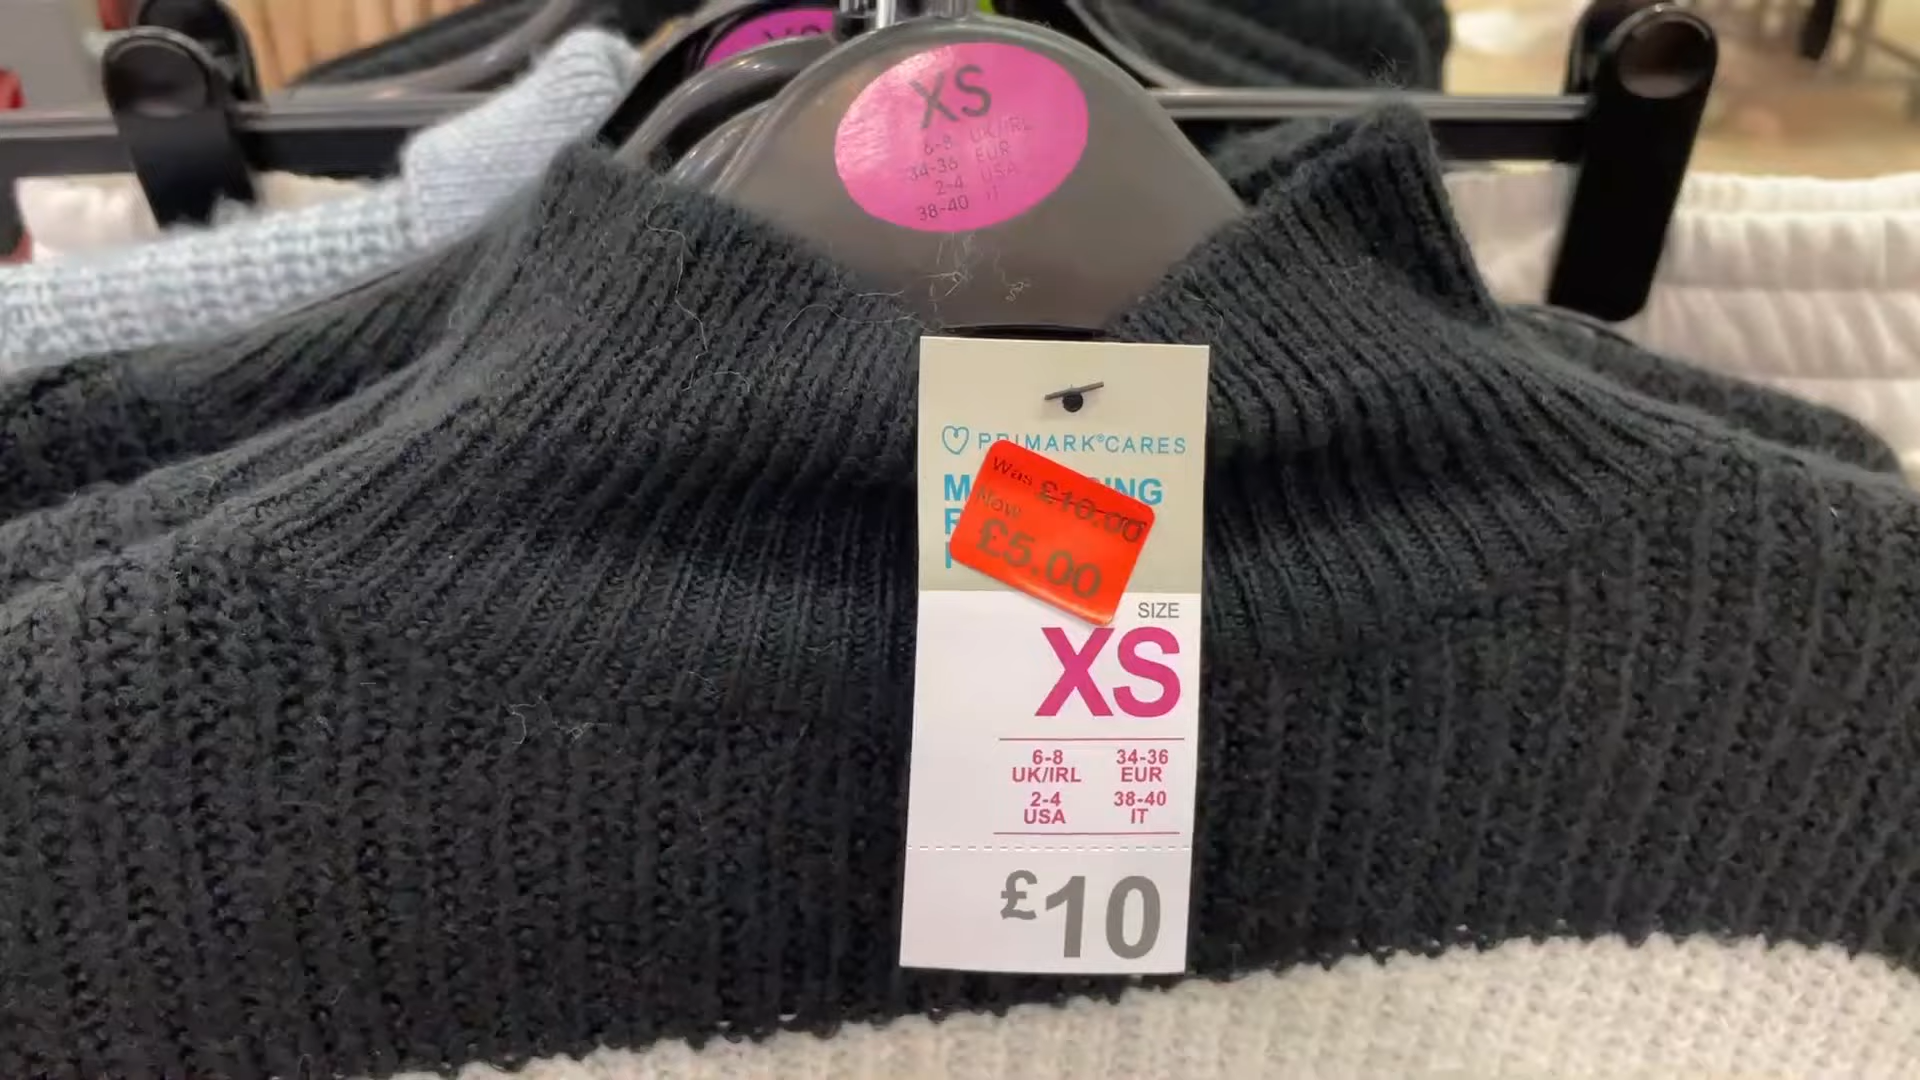 XS
6-8 UK/IRL
34-36 EUR
2-4 USA
38-40 IT
PRIMARK®CARES
Was £10.00
Now
£5.00
SIZE
XS
6-8 34-36
UK/IRL EUR
2-4 38-40
USA IT
£10